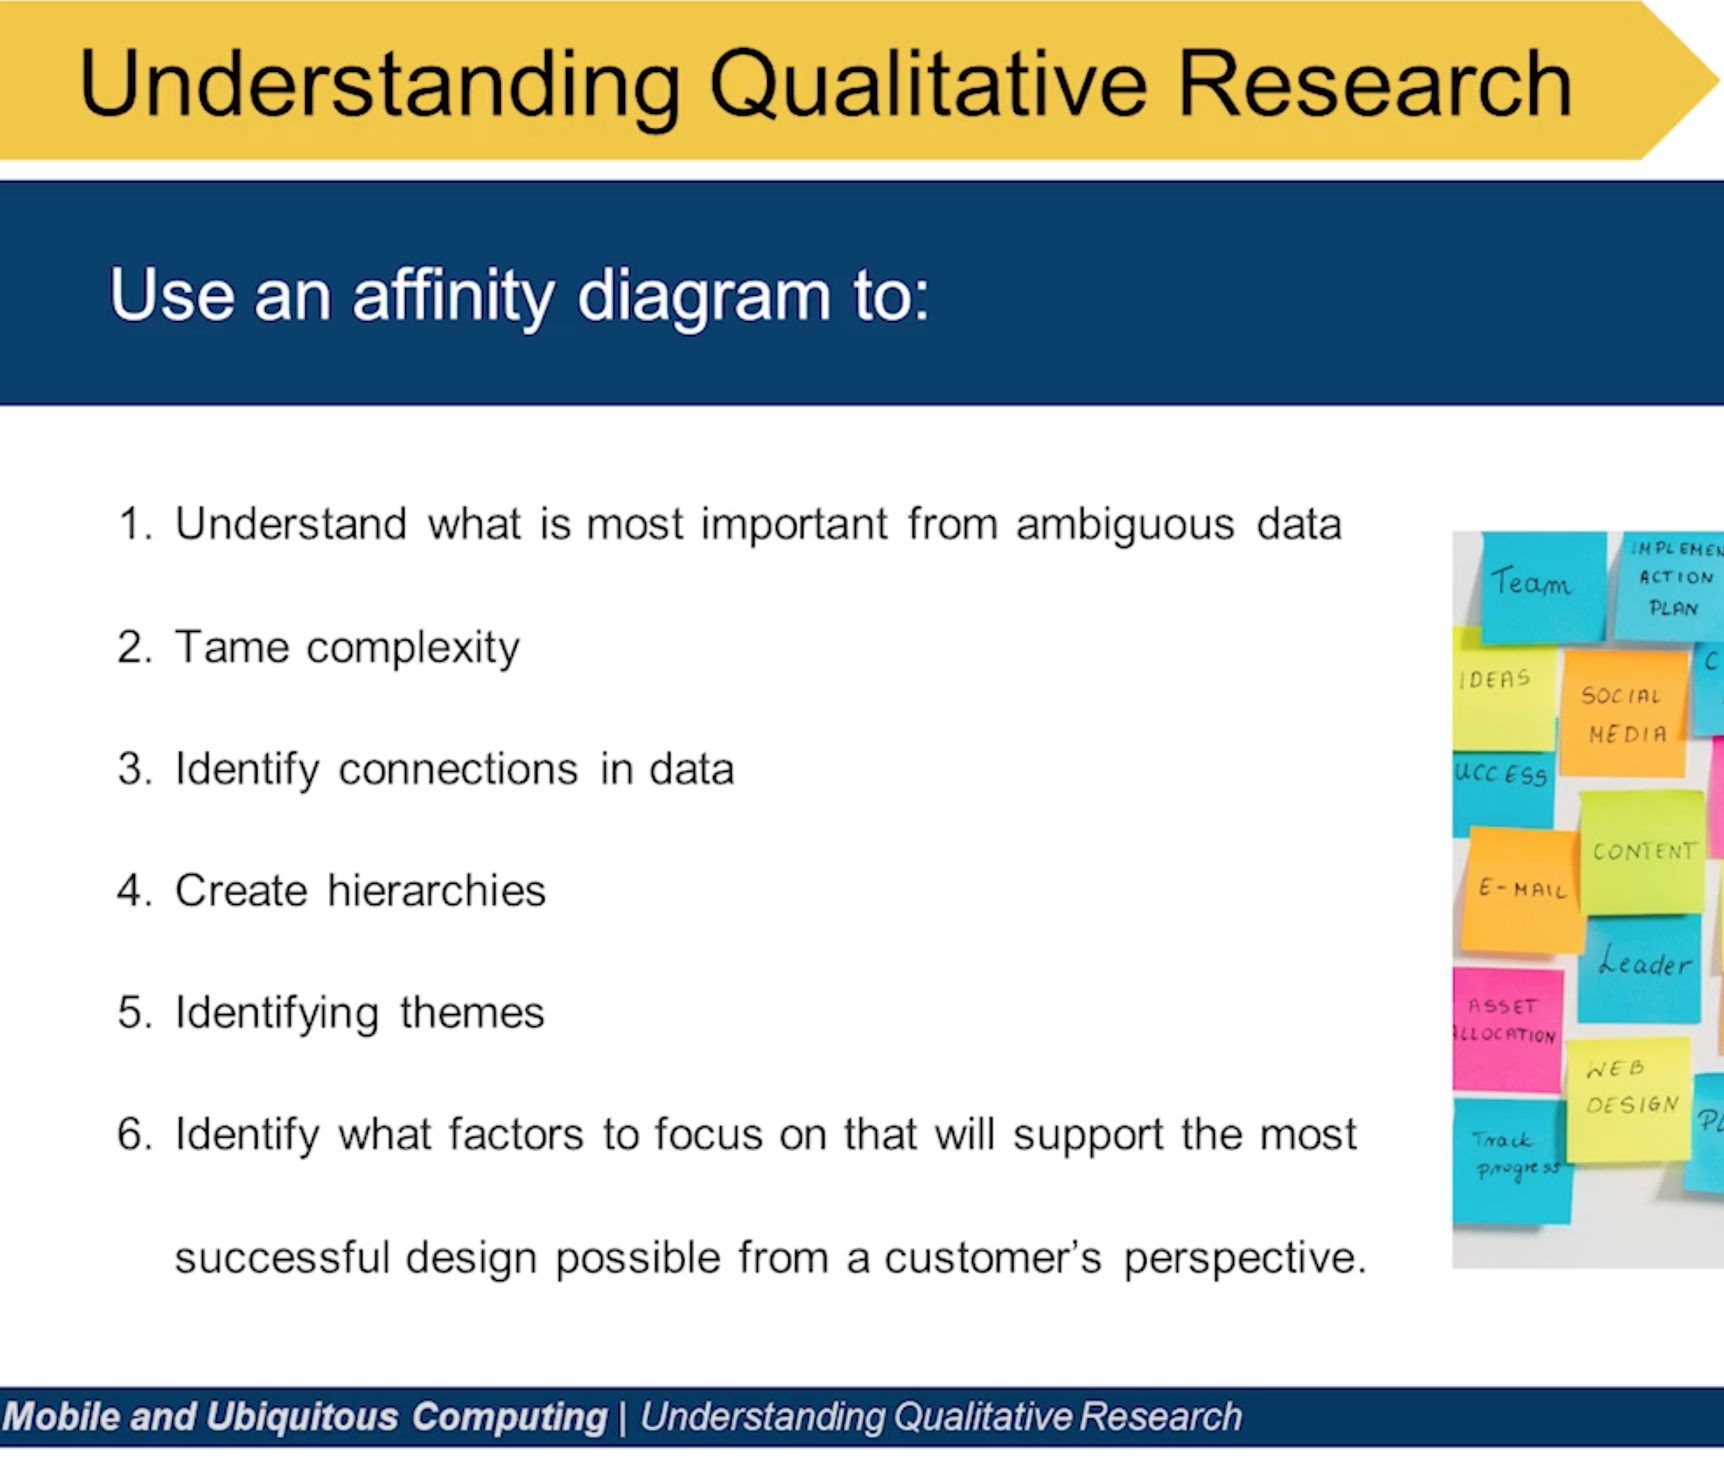 Understanding Qualitative Research
Use an affinity diagram to:
1. Understand what is most important from ambiguous data
2. Tame complexity
3. Identify connections in data
4. Create hierarchies
5. Identifying themes
6. Identify what factors to focus on that will support the most
successful design possible from a customer's perspective.
Team
IMPLEMEN
ACTION
PLAN
IDEAS
SOCIAL
MEDIA
C
UCCESS
CONTENT
E-MAIL
Leader
ASSET
LLOCATION
WEB
DESIGN
PL
Track
progress
Mobile and Ubiquitous Computing | Understanding Qualitative Research